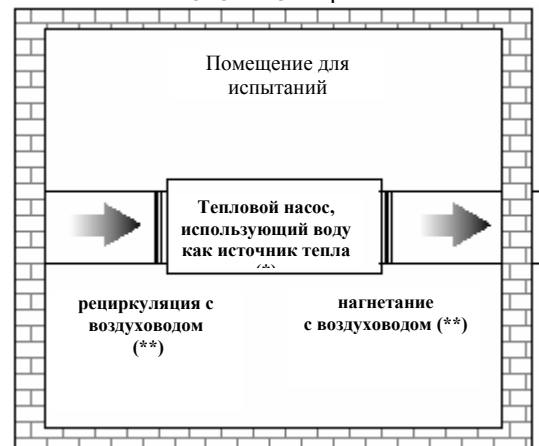 Помещение для
испытаний
Тепловой насос,
использующий воду
как источник тепла
(*)
рециркуляция с
воздуховодом
(**)
нагнетание
с воздуховодом (**)